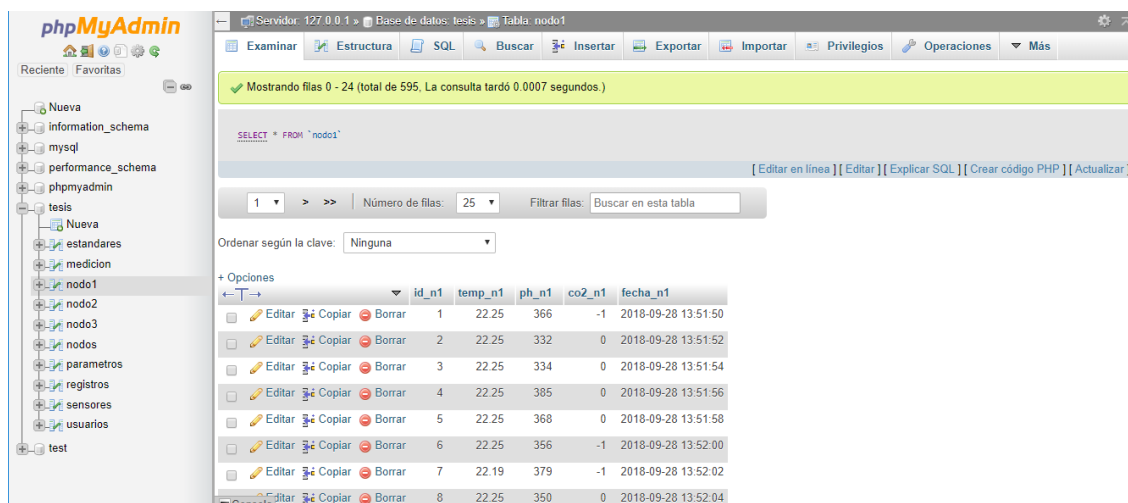 phpMyAdmin
Reciente Favoritas
Nueva
information_schema
mysql
performance_schema
phpmyadmin
tesis
Nueva
estandares
medicion
nodo1
nodo2
nodo3
nodos
parametros
registros
sensores
usuarios
test
Servidor: 127.0.0.1 » Base de datos: tesis » Tabla: nodo1
Examinar Estructura SQL Buscar Insertar Exportar Importar Privilegios Operaciones Más
Mostrando filas 0 - 24 (total de 595, La consulta tardó 0.0007 segundos.)
SELECT * FROM `nodo1`
[ Editar en línea ] [ Editar ] [ Explicar SQL ] [ Crear código PHP ] [ Actualizar ]
1 > >> Número de filas: 25 Filtrar filas: Buscar en esta tabla
Ordenar según la clave: Ninguna
+ Opciones
←T→ id_n1 temp_n1 ph_n1 co2_n1 fecha_n1
Editar Copiar Borrar 1 22.25 366 -1 2018-09-28 13:51:50
Editar Copiar Borrar 2 22.25 332 0 2018-09-28 13:51:52
Editar Copiar Borrar 3 22.25 334 0 2018-09-28 13:51:54
Editar Copiar Borrar 4 22.25 385 0 2018-09-28 13:51:56
Editar Copiar Borrar 5 22.25 368 0 2018-09-28 13:51:58
Editar Copiar Borrar 6 22.25 356 -1 2018-09-28 13:52:00
Editar Copiar Borrar 7 22.19 379 -1 2018-09-28 13:52:02
Editar Copiar Borrar 8 22.25 350 0 2018-09-28 13:52:04